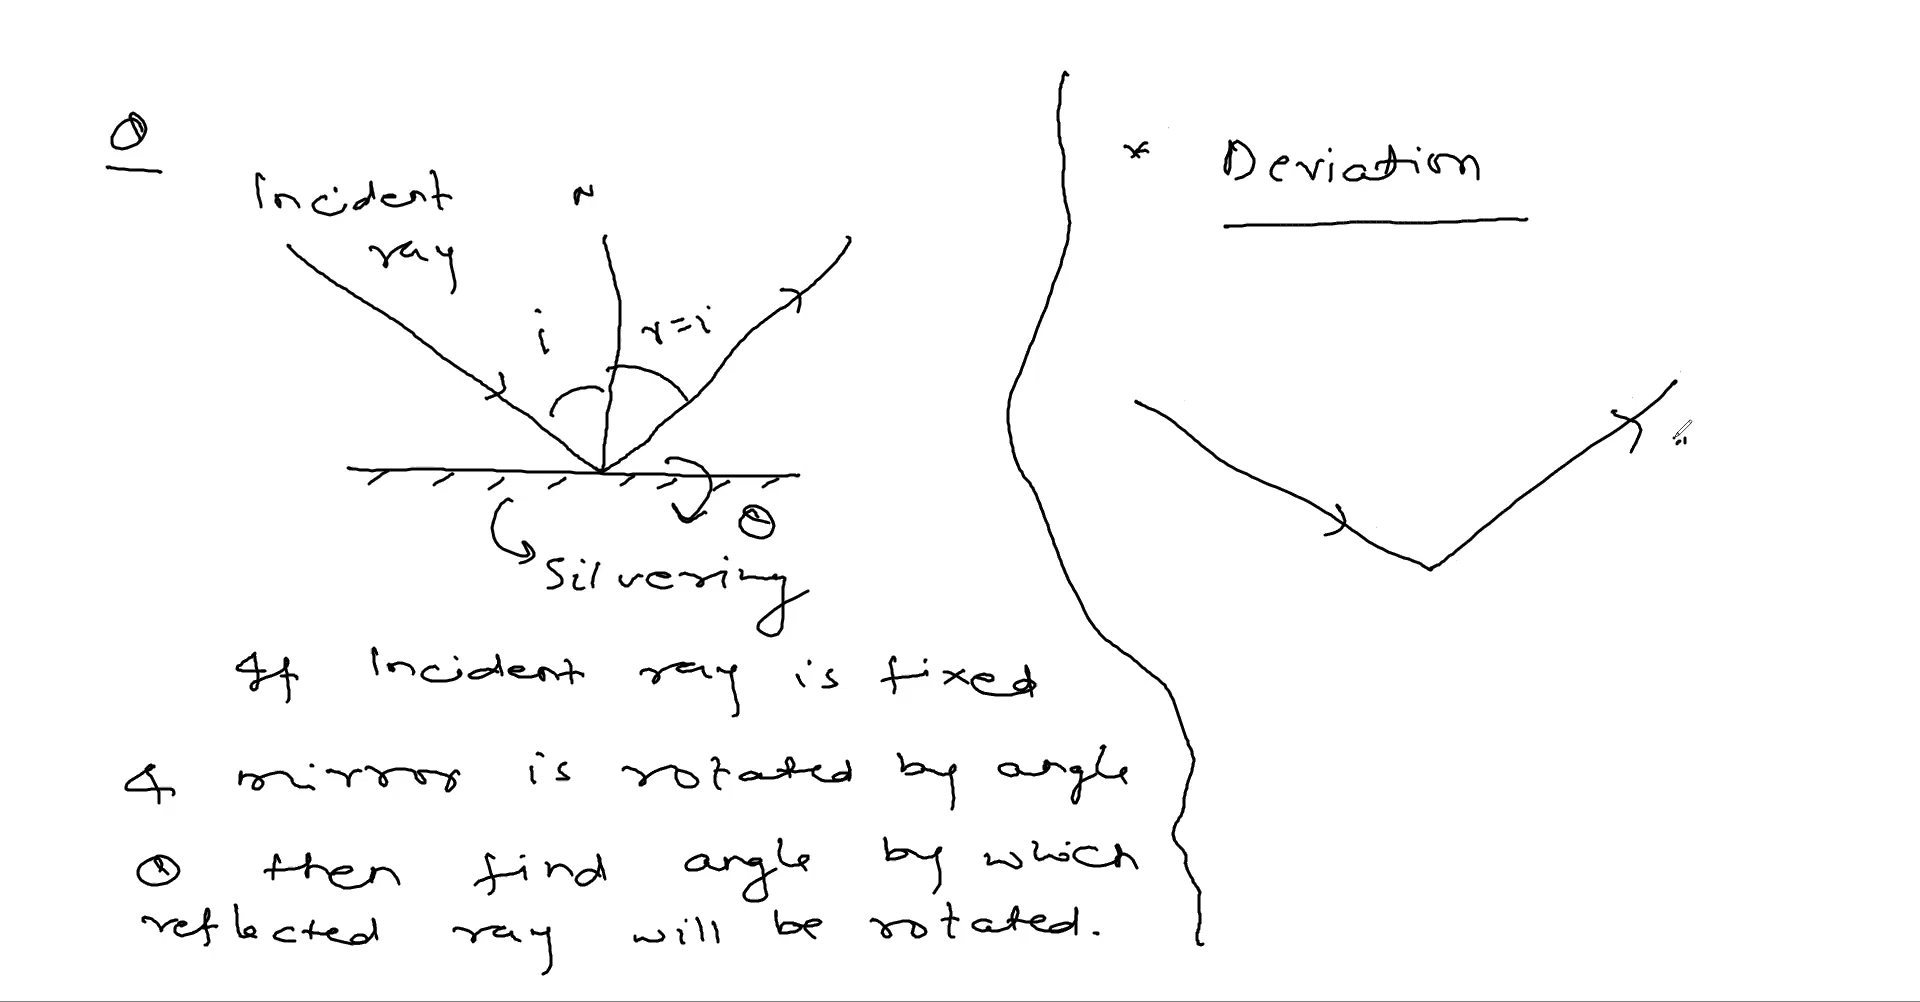 Q
Incident
ray
N
i
r=i
θ
Silvering
If Incident ray is fixed
& mirror is rotated by angle
θ then find angle by which
reflected ray will be rotated.
* Deviation